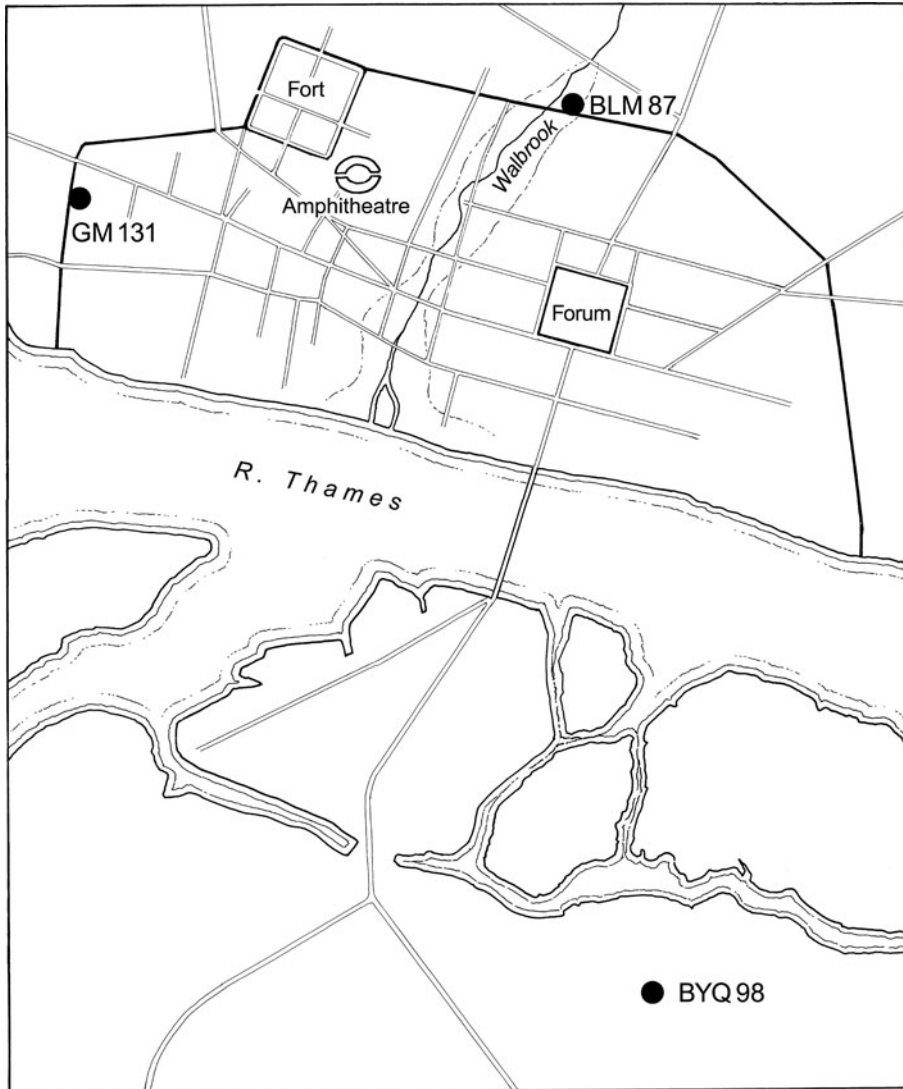 Fort
BLM 87
Walbrook
Amphitheatre
GM 131
Forum
R. Thames
BYQ 98